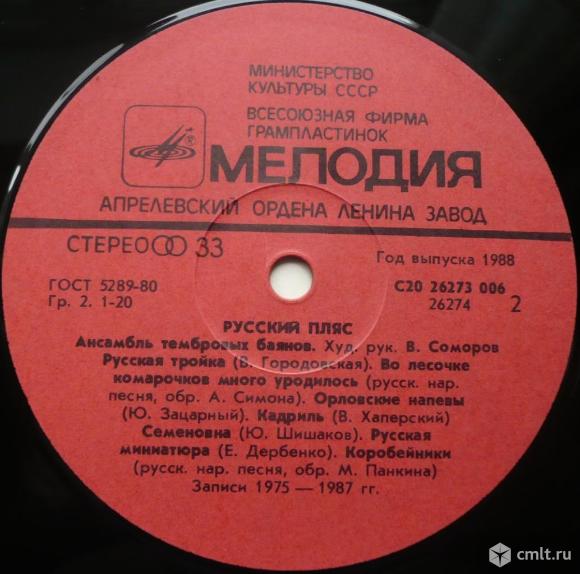 МИНИСТЕРСТВО
КУЛЬТУРЫ СССР
ВСЕСОЮЗНАЯ ФИРМА
ГРАМПЛАСТИНОК
МЕЛОДИЯ
АПРЕЛЕВСКИЙ ОРДЕНА ЛЕНИНА ЗАВОД
СТЕРЕО 33
Год выпуска 1988
ГОСТ 5289-80
Гр. 2. 1-20
С20 26273 006
26274 2
РУССКИЙ ПЛЯС
Ансамбль тембровых баянов. Худ. рук. В. Соморов
Русская тройка (В. Городовская). Во лесочке
комарочков много уродилось (русск. нар.
песня, обр. А. Симона). Орловские напевы
(Ю. Зацарный). Кадриль (В. Хаперский)
Семеновна (Ю. Шишаков). Русская
миниатюра (Е. Дербенко). Коробейники
(русск. нар. песня, обр. М. Панкина)
Записи 1975 — 1987 гг.
cmlt.ru